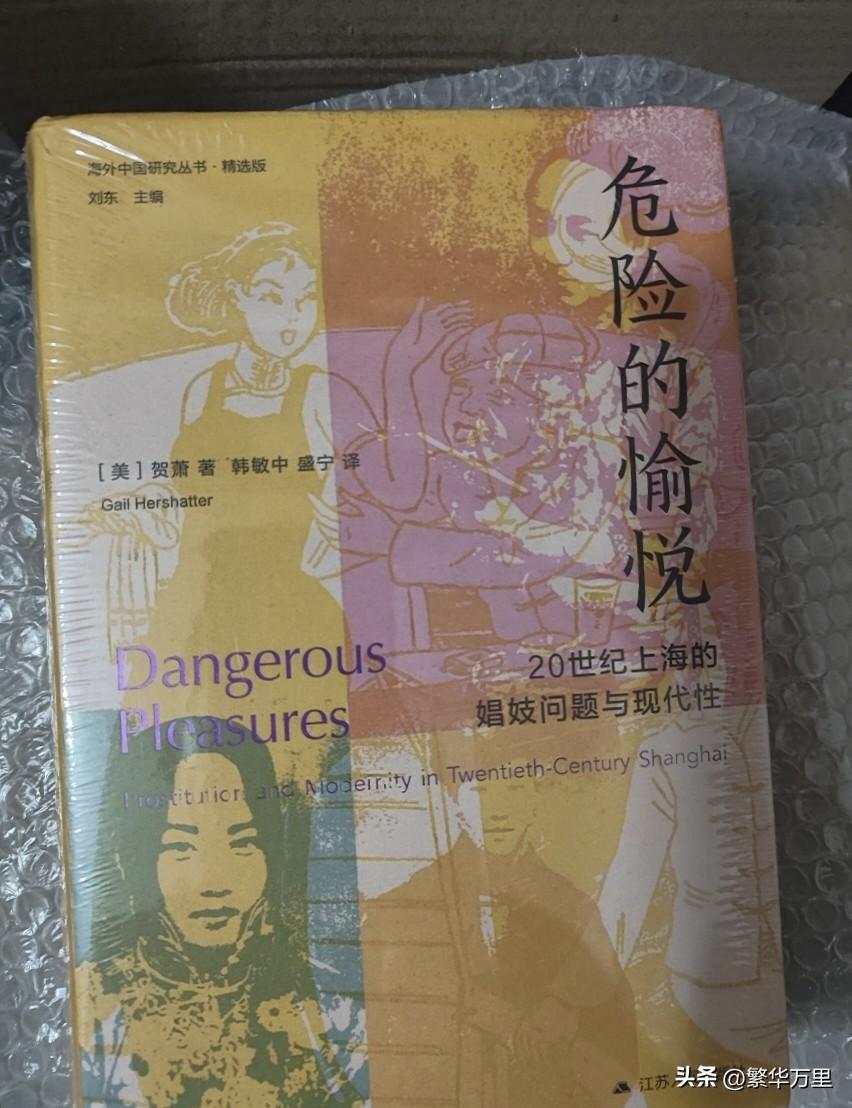 海外中国研究丛书·精选版
刘东 主编
危险的愉悦
[美]贺萧 著 韩敏中 盛宁 译
Gail Hershatter
Dangerous
Pleasures
20世纪上海的
娼妓问题与现代性
Prostitution and Modernity in Twentieth-Century Shanghai
江苏
头条 @繁华万里